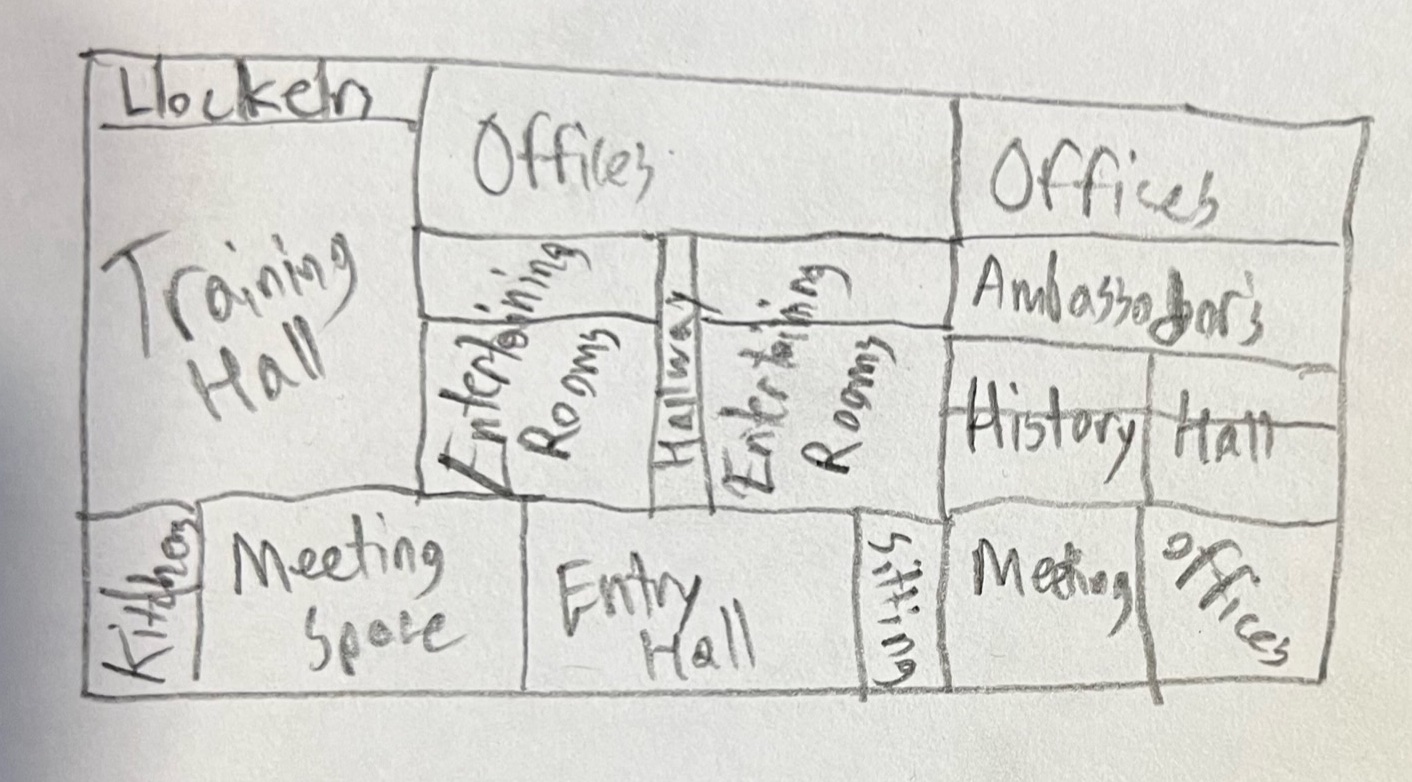 Llockeln
Offices
Offices
Training
Hall
Entertaining
Rooms
Hallway
Entertaining
Rooms
Ambassador's
History Hall
Kitchen
Meeting
Space
Entry
Hall
Sitting
Meeting
Offices